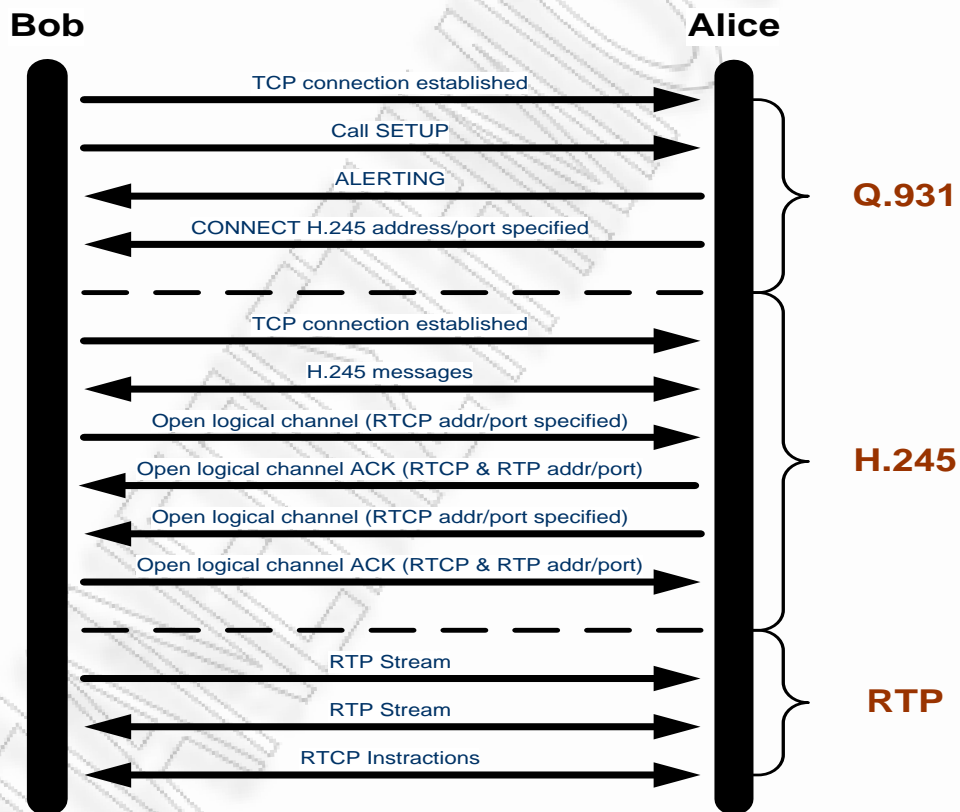 Bob
Alice
TCP connection established
Call SETUP
ALERTING
Q.931
CONNECT H.245 address/port specified
TCP connection established
H.245 messages
Open logical channel (RTCP addr/port specified)
H.245
Open logical channel ACK (RTCP & RTP addr/port)
Open logical channel (RTCP addr/port specified)
Open logical channel ACK (RTCP & RTP addr/port)
RTP Stream
RTP
RTP Stream
RTCP Instractions